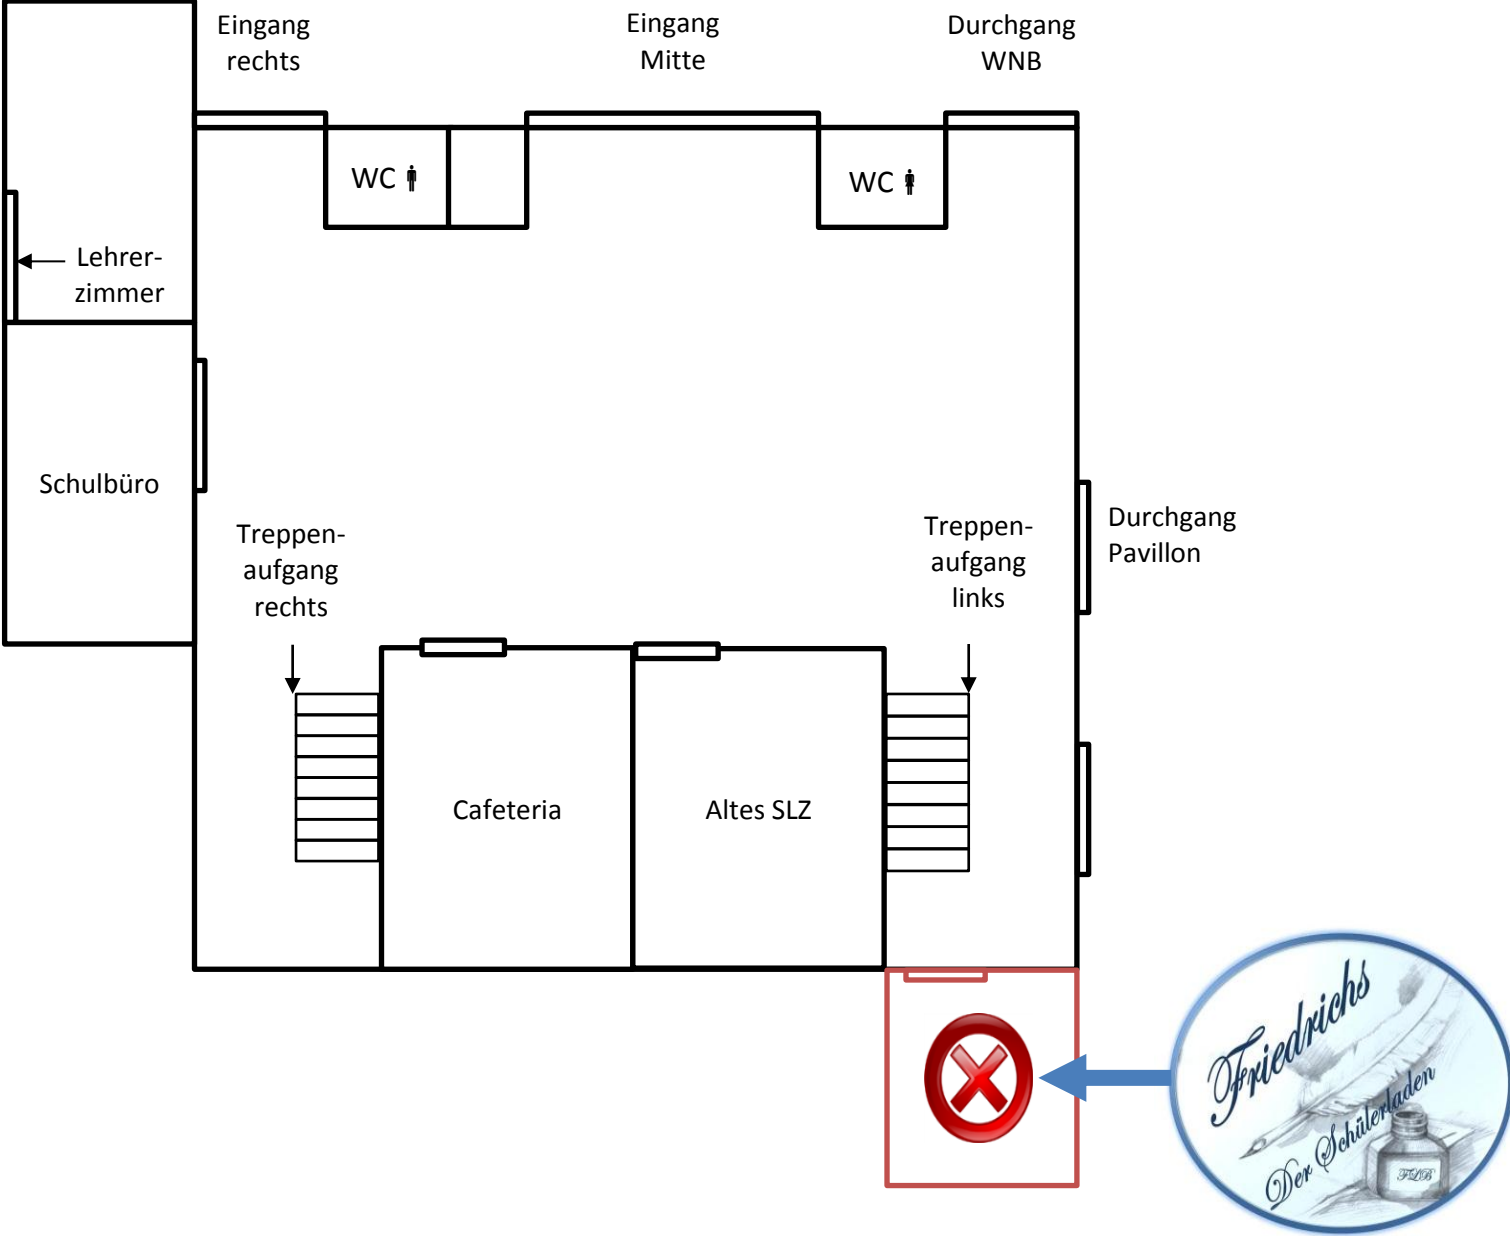 Eingang
rechts
Eingang
Mitte
Durchgang
WNB
WC
WC
Lehrer-
zimmer
Schulbüro
Treppen-
aufgang
rechts
Treppen-
aufgang
links
Durchgang
Pavillon
Cafeteria
Altes SLZ
Friedrichs
Der Schülerladen
FLB